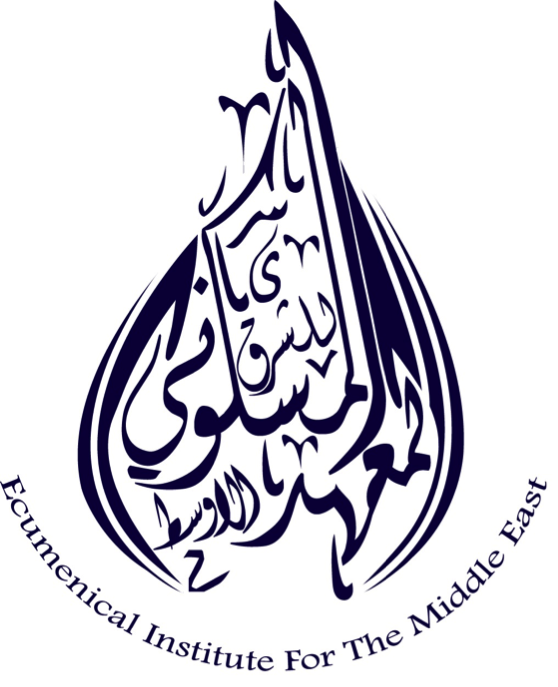 المعهد
المسكوني
للشرق
الاوسط
Ecumenical Institute For The Middle East